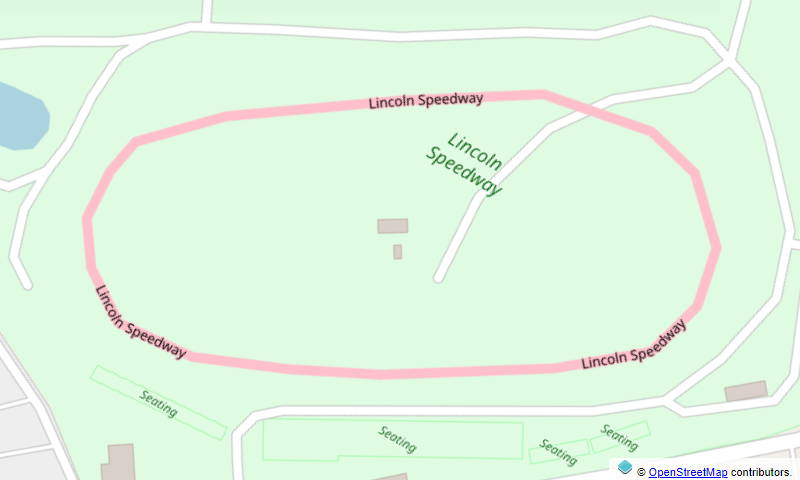 Lincoln Speedway
Lincoln
Speedway
Lincoln Speedway
Lincoln Speedway
Seating
Seating
Seating
Seating
© OpenStreetMap contributors.